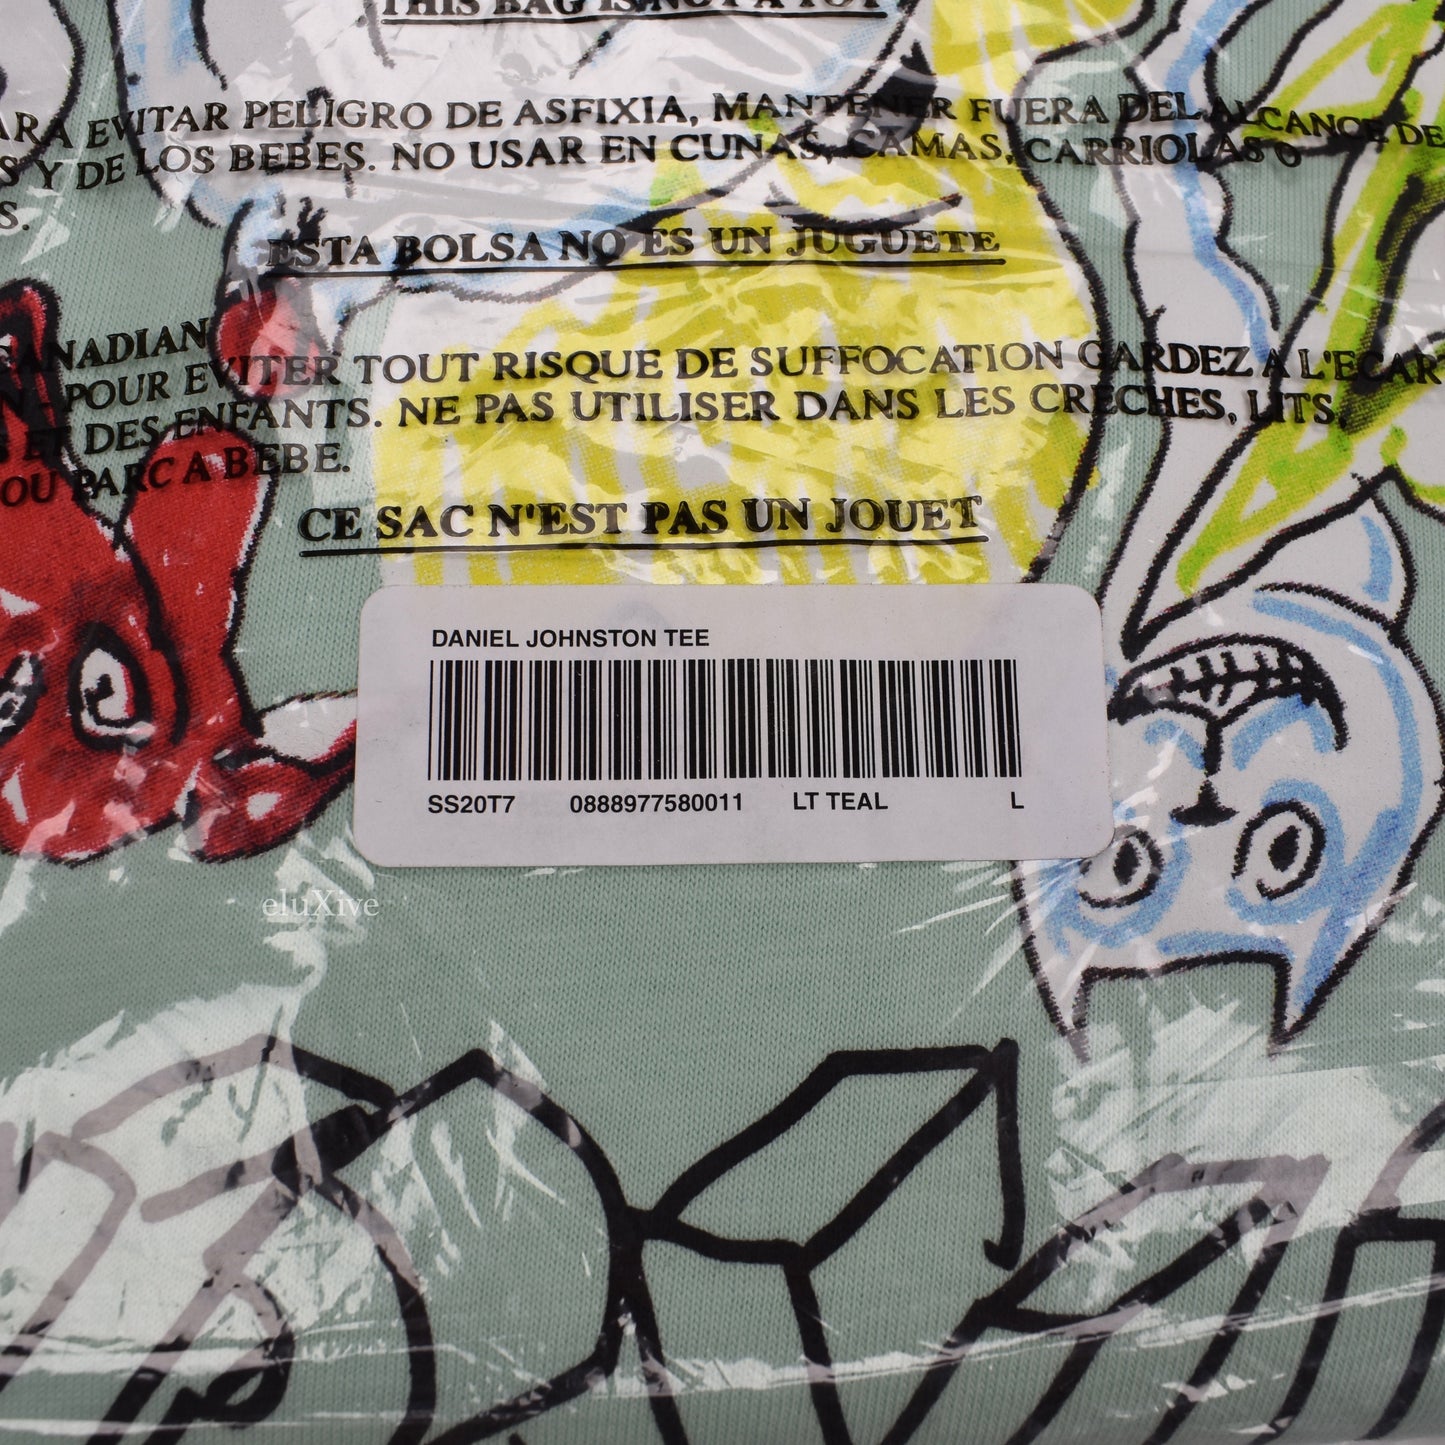 THIS BAG IS NOT A TOY
ARA EVITAR PELIGRO DE ASFIXIA, MANTENER FUERA DEL ALCANCE DE
S Y DE LOS BEBES. NO USAR EN CUNAS, CAMAS, CARRIOLAS O
S.
ESTA BOLSA NO ES UN JUGUETE
CANADIAN
N - POUR EVITER TOUT RISQUE DE SUFFOCATION GARDEZ A L'ECART
S ET DES ENFANTS. NE PAS UTILISER DANS LES CRECHES, LITS,
OU PARC A BEBE.
CE SAC N'EST PAS UN JOUET
DANIEL JOHNSTON TEE
SS20T7 0888977580011 LT TEAL L
eluXive